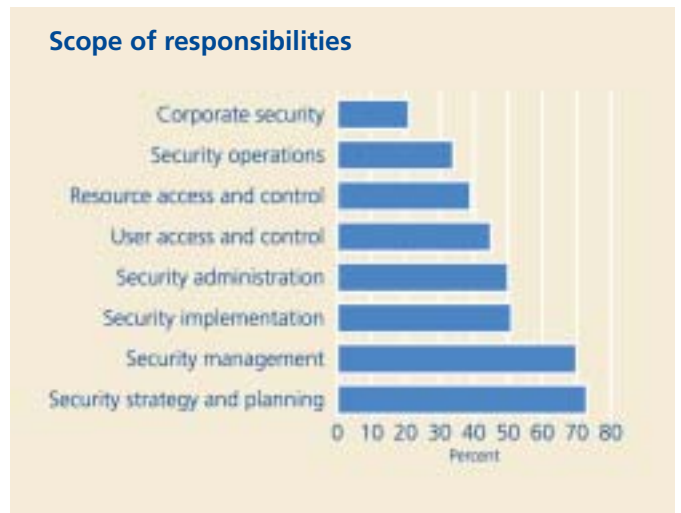 Scope of responsibilities
Corporate security
Security operations
Resource access and control
User access and control
Security administration
Security implementation
Security management
Security strategy and planning
0 10 20 30 40 50 60 70 80
Percent